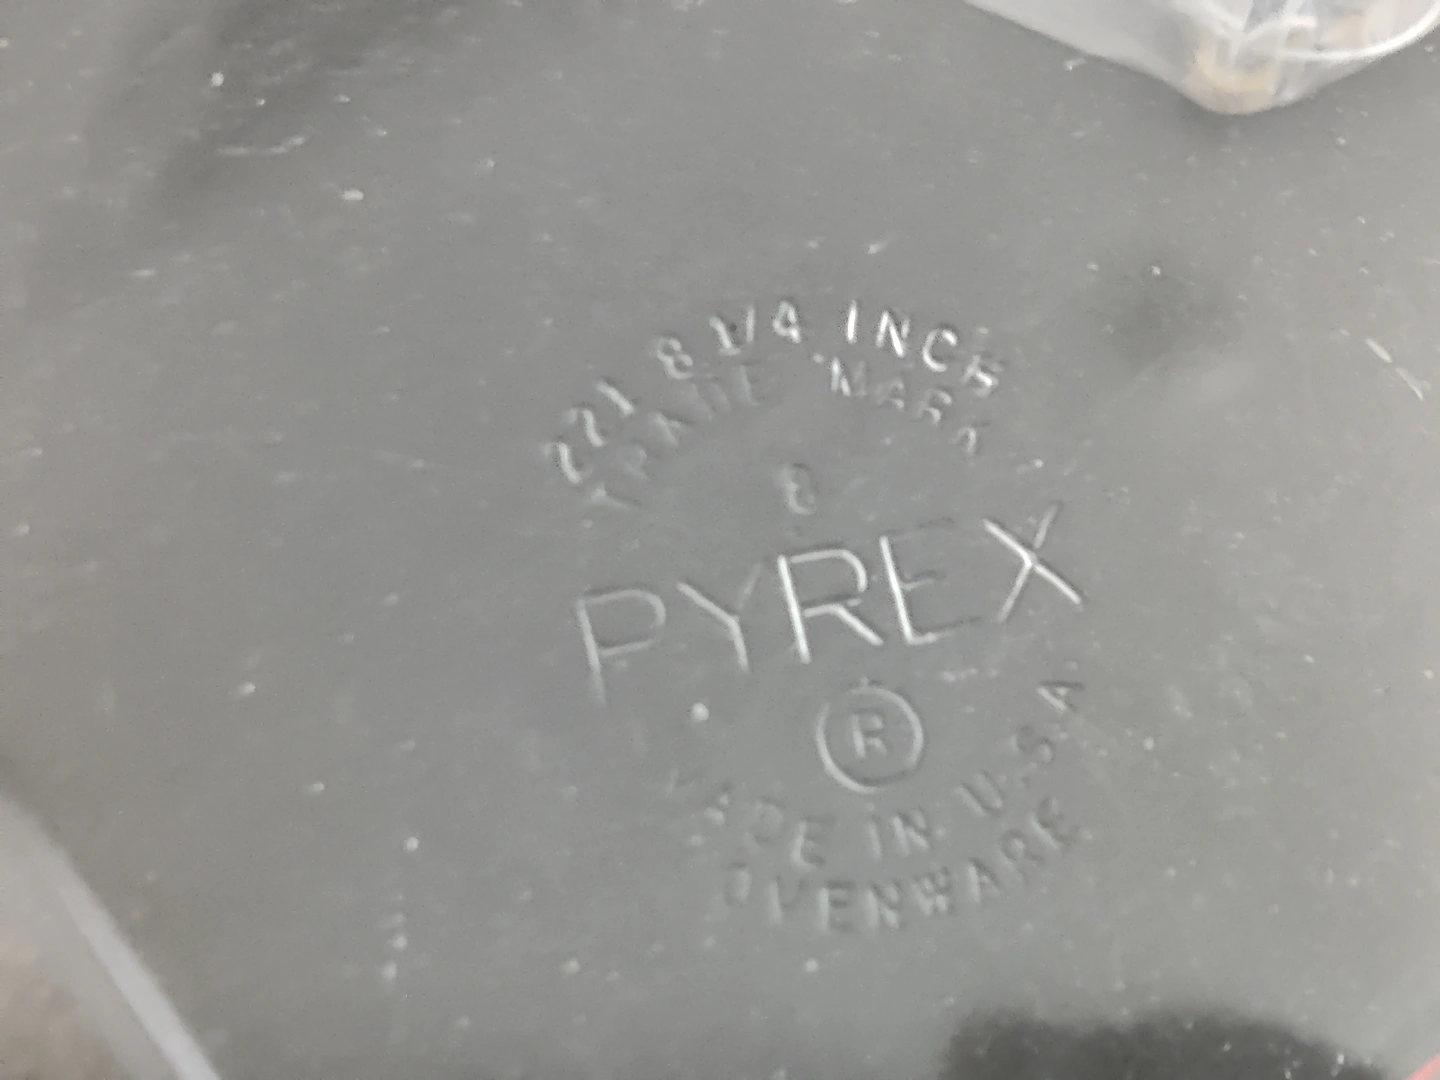 221 8 1/4 INCH
TRADE MARK
8
PYREX
®
MADE IN U.S.A.
OVENWARE